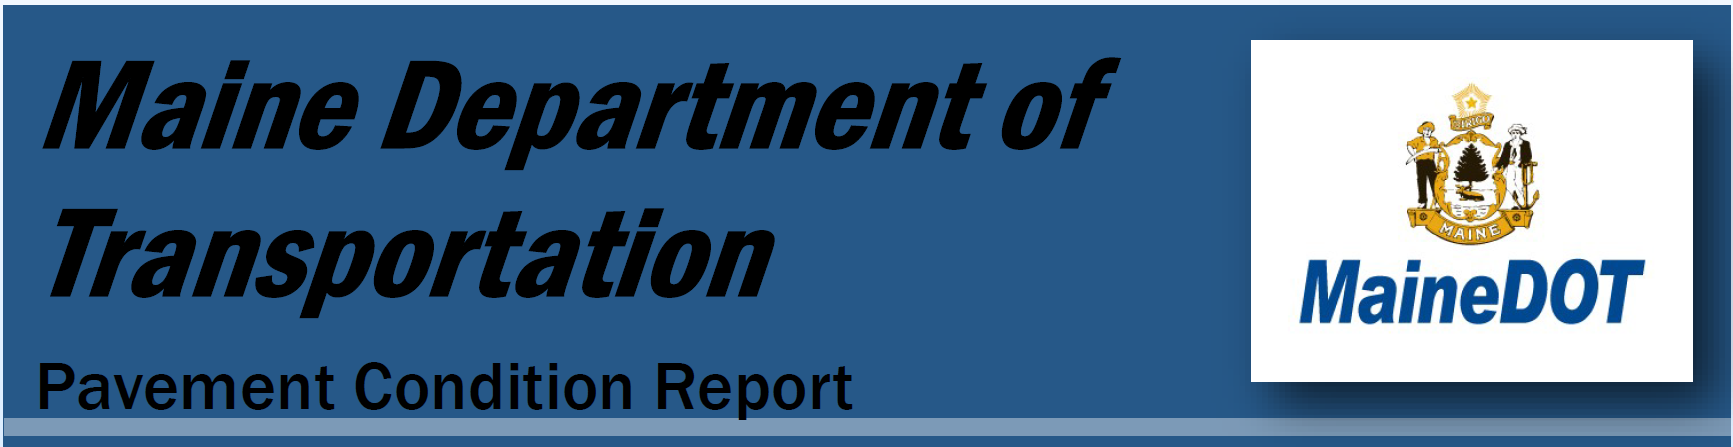 Maine Department of
Transportation
Pavement Condition Report
DIRIGO
MAINE
MaineDOT